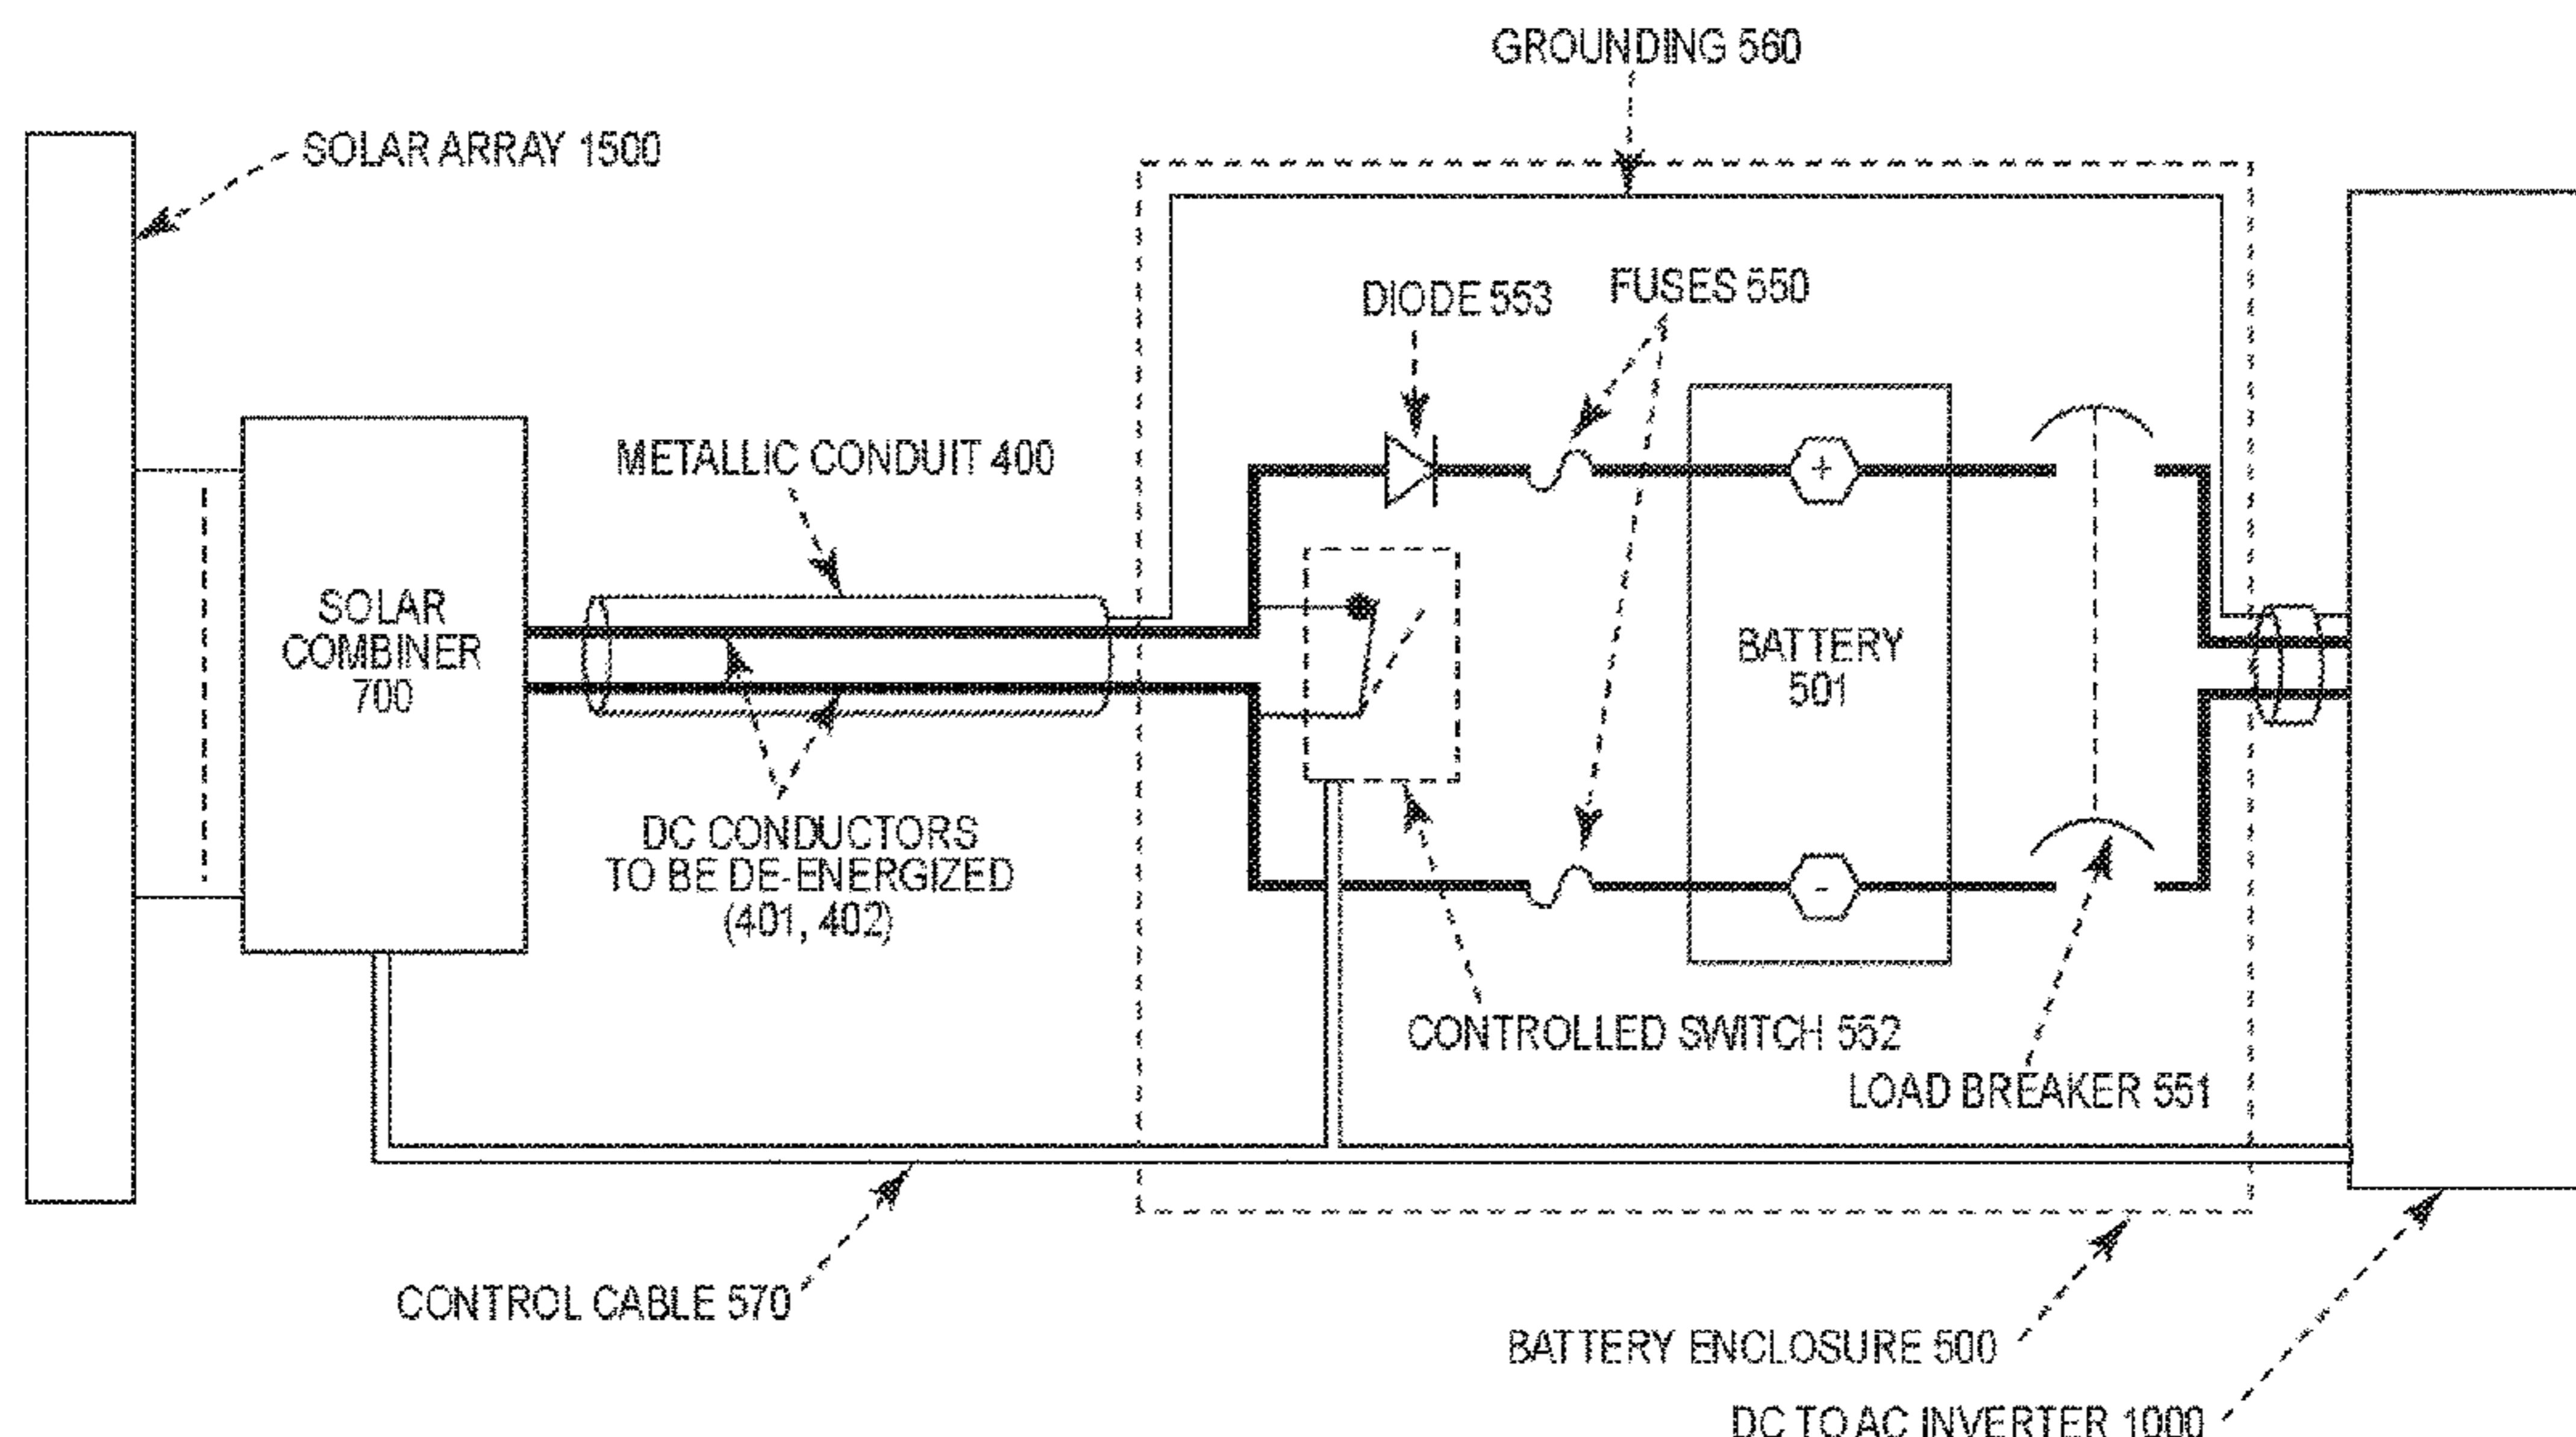 GROUNDING 560
SOLAR ARRAY 1500
DIODE 553
FUSES 550
METALLIC CONDUIT 400
+
SOLAR
COMBINER
700
BATTERY
501
DC CONDUCTORS
TO BE DE-ENERGIZED
(401, 402)
-
CONTROLLED SWITCH 552
LOAD BREAKER 551
CONTROL CABLE 570
BATTERY ENCLOSURE 500
DC TO AC INVERTER 1000